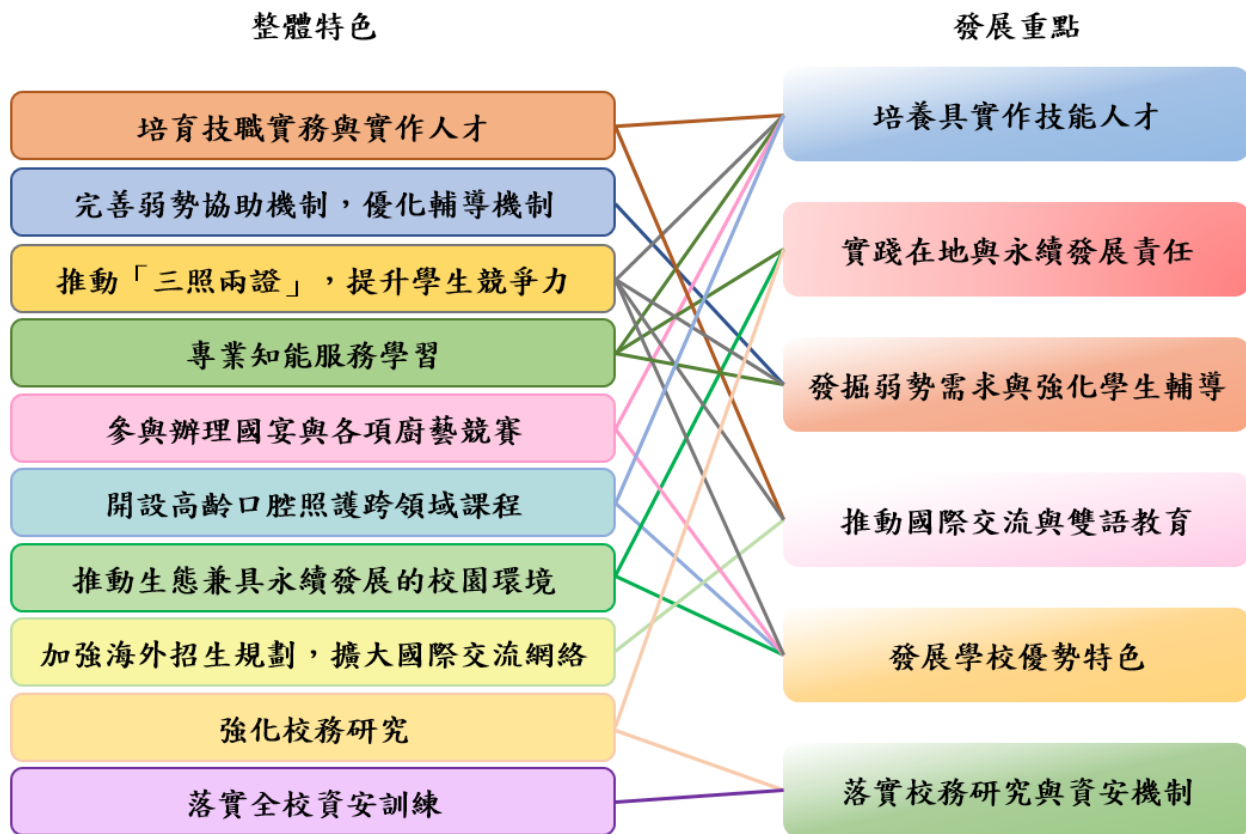 整體特色
培育技職實務與實作人才
完善弱勢協助機制，優化輔導機制
推動「三照兩證」，提升學生競爭力
專業知能服務學習
參與辦理國宴與各項廚藝競賽
開設高齡口腔照護跨領域課程
推動生態兼具永續發展的校園環境
加強海外招生規劃，擴大國際交流網絡
強化校務研究
落實全校資安訓練
發展重點
培養具實作技能人才
實踐在地與永續發展責任
發掘弱勢需求與強化學生輔導
推動國際交流與雙語教育
發展學校優勢特色
落實校務研究與資安機制